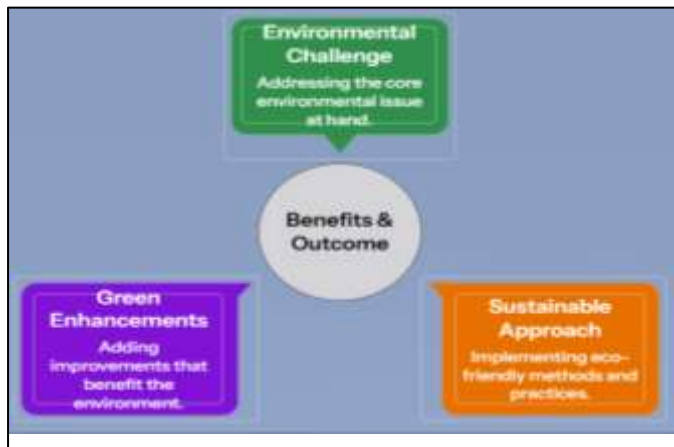 Environmental
Challenge
Addressing the core
environmental issue
at hand.
Benefits &
Outcome
Green
Enhancements
Adding
improvements that
benefit the
environment.
Sustainable
Approach
Implementing eco-
friendly methods and
practices.